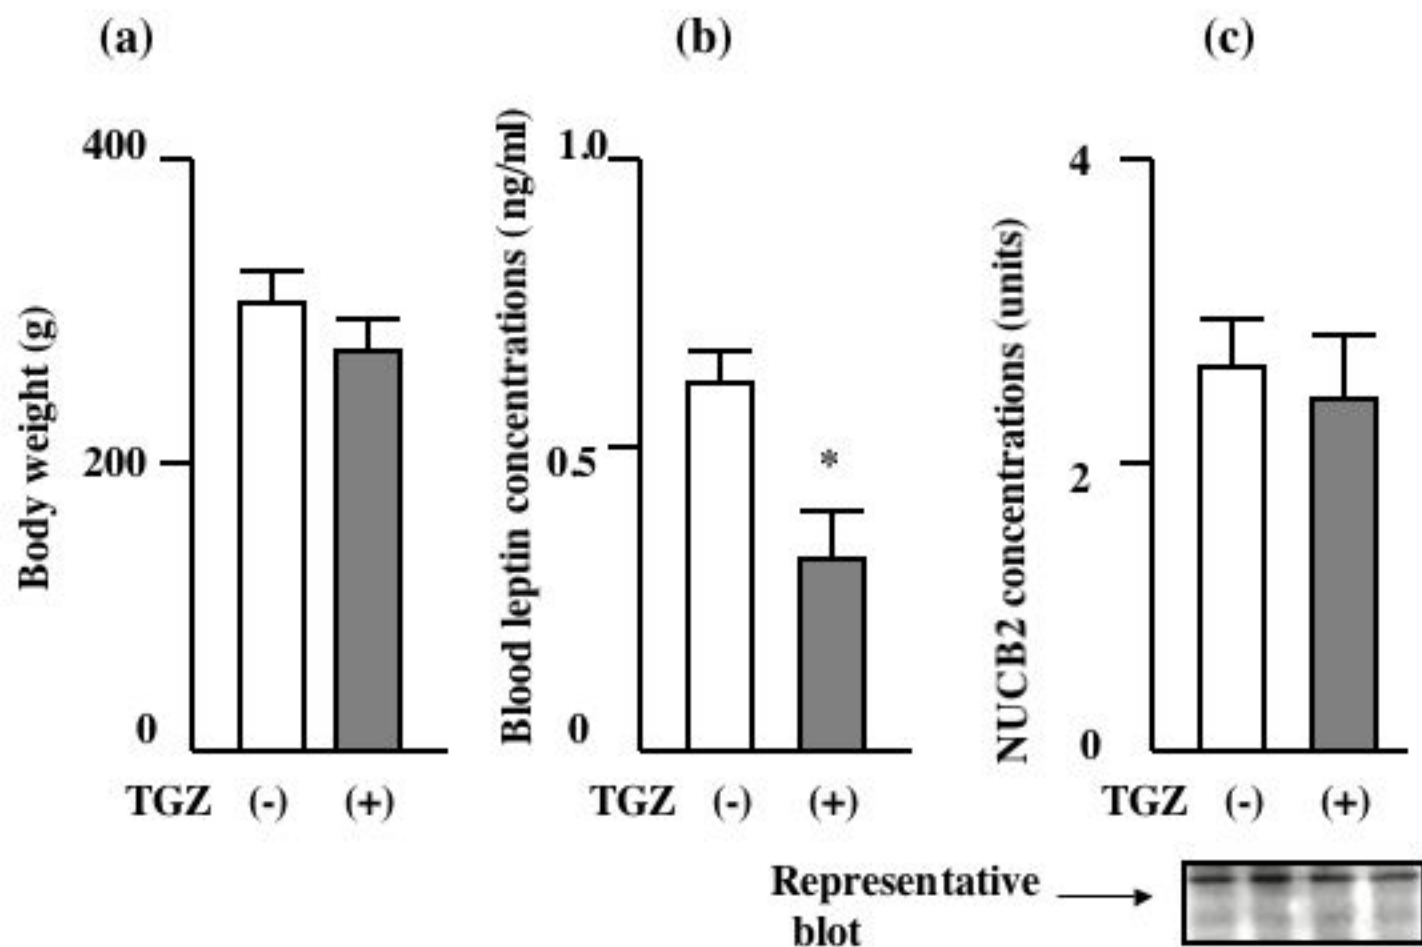 (a)
400
200
0
Body weight (g)
TGZ (-) (+)
(b)
1.0
0.5
0
Blood leptin concentrations (ng/ml)
*
TGZ (-) (+)
(c)
4
2
0
NUCB2 concentrations (units)
TGZ (-) (+)
Representative
blot